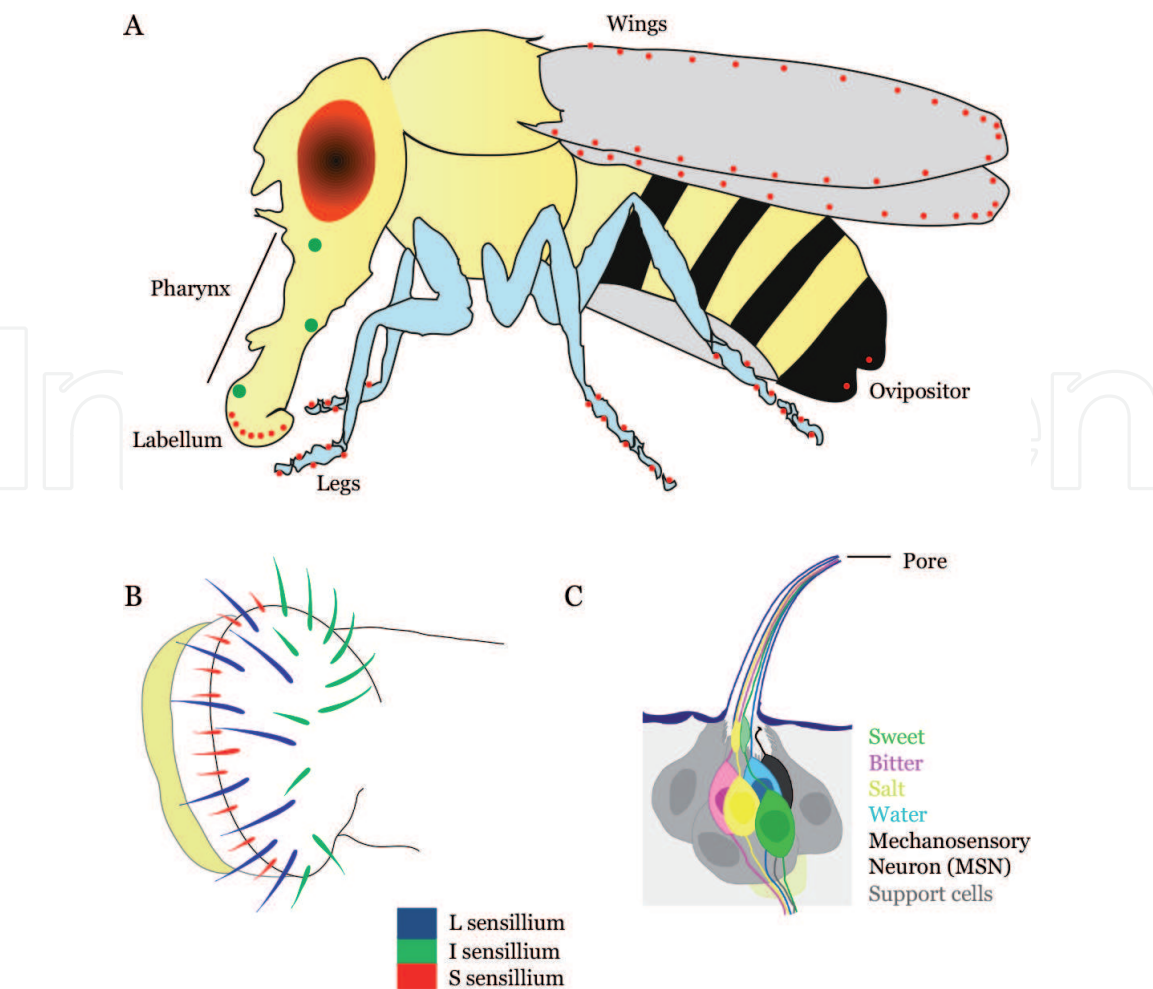 A
Wings
Pharynx
Labellum
Legs
Ovipositor
B
C
Pore
Sweet
Bitter
Salt
Water
Mechanosensory
Neuron (MSN)
Support cells
L sensillium
I sensillium
S sensillium